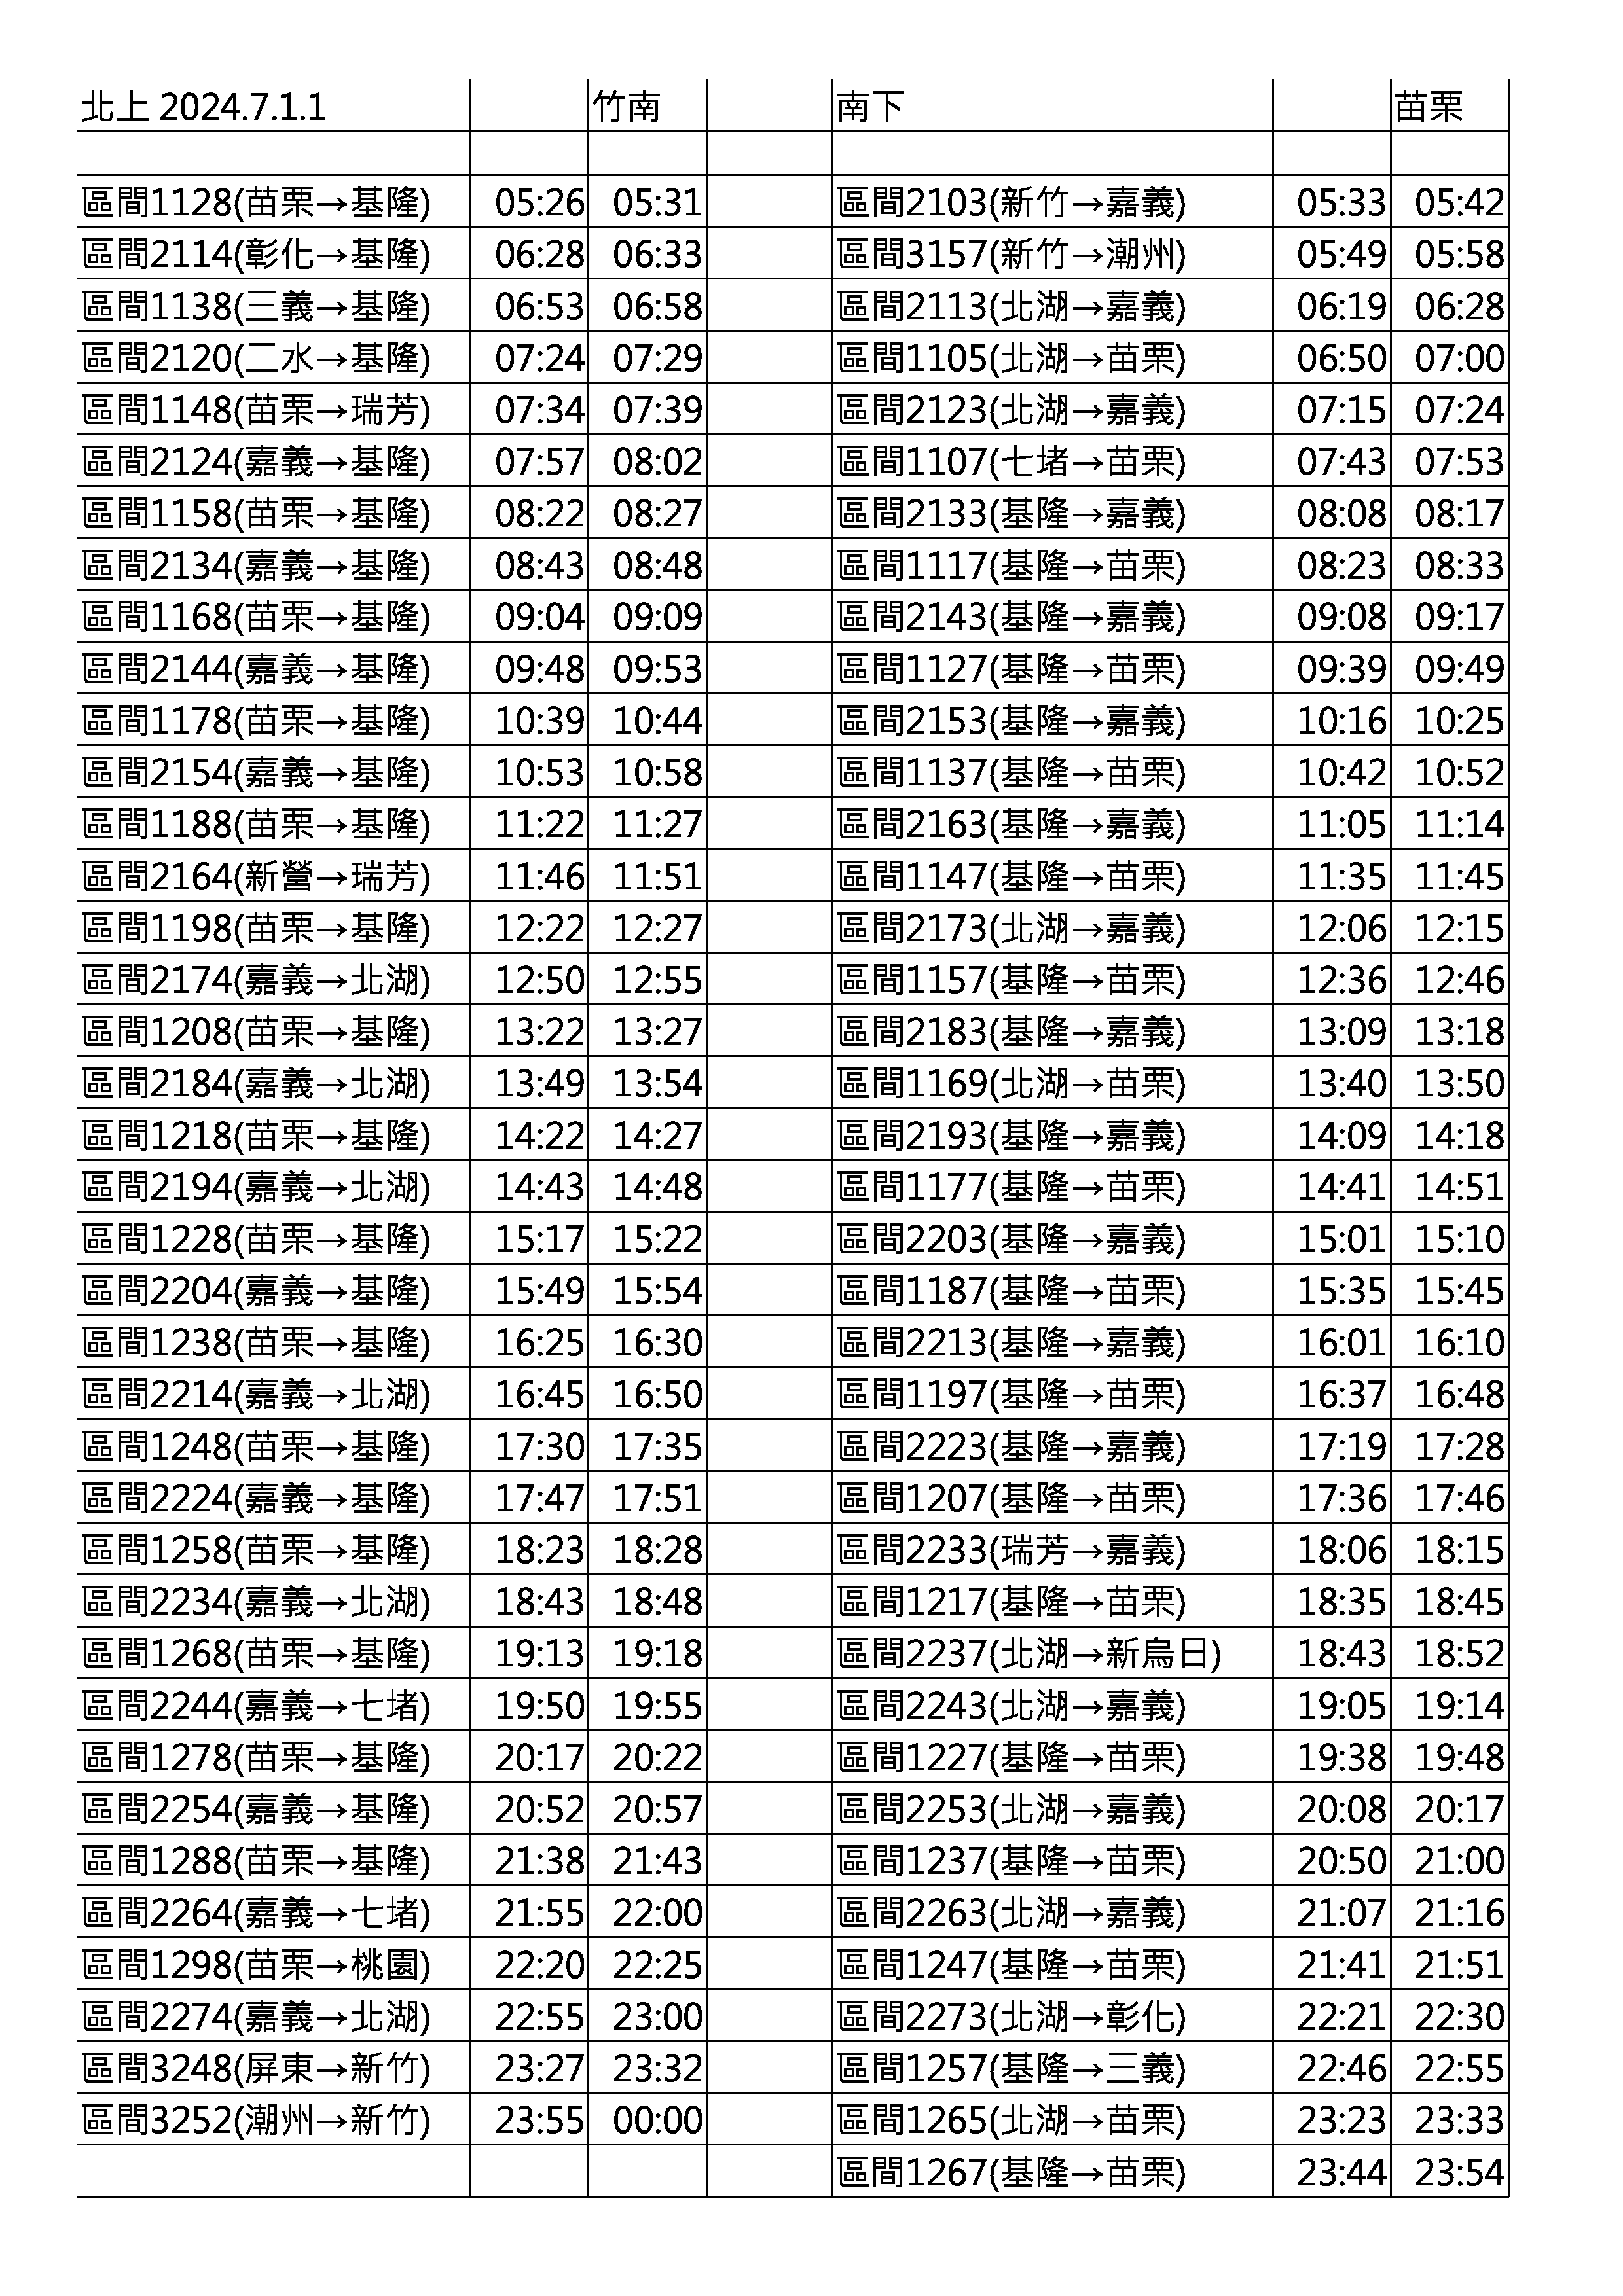 北上 2024.7.1.1 竹南 南下 苗栗
區間1128(苗栗→基隆) 05:26 05:31 區間2103(新竹→嘉義) 05:33 05:42
區間2114(彰化→基隆) 06:28 06:33 區間3157(新竹→潮州) 05:49 05:58
區間1138(三義→基隆) 06:53 06:58 區間2113(北湖→嘉義) 06:19 06:28
區間2120(二水→基隆) 07:24 07:29 區間1105(北湖→苗栗) 06:50 07:00
區間1148(苗栗→瑞芳) 07:34 07:39 區間2123(北湖→嘉義) 07:15 07:24
區間2124(嘉義→基隆) 07:57 08:02 區間1107(七堵→苗栗) 07:43 07:53
區間1158(苗栗→基隆) 08:22 08:27 區間2133(基隆→嘉義) 08:08 08:17
區間2134(嘉義→基隆) 08:43 08:48 區間1117(基隆→苗栗) 08:23 08:33
區間1168(苗栗→基隆) 09:04 09:09 區間2143(基隆→嘉義) 09:08 09:17
區間2144(嘉義→基隆) 09:48 09:53 區間1127(基隆→苗栗) 09:39 09:49
區間1178(苗栗→基隆) 10:39 10:44 區間2153(基隆→嘉義) 10:16 10:25
區間2154(嘉義→基隆) 10:53 10:58 區間1137(基隆→苗栗) 10:42 10:52
區間1188(苗栗→基隆) 11:22 11:27 區間2163(基隆→嘉義) 11:05 11:14
區間2164(新營→瑞芳) 11:46 11:51 區間1147(基隆→苗栗) 11:35 11:45
區間1198(苗栗→基隆) 12:22 12:27 區間2173(北湖→嘉義) 12:06 12:15
區間2174(嘉義→北湖) 12:50 12:55 區間1157(基隆→苗栗) 12:36 12:46
區間1208(苗栗→基隆) 13:22 13:27 區間2183(基隆→嘉義) 13:09 13:18
區間2184(嘉義→北湖) 13:49 13:54 區間1169(北湖→苗栗) 13:40 13:50
區間1218(苗栗→基隆) 14:22 14:27 區間2193(基隆→嘉義) 14:09 14:18
區間2194(嘉義→北湖) 14:43 14:48 區間1177(基隆→苗栗) 14:41 14:51
區間1228(苗栗→基隆) 15:17 15:22 區間2203(基隆→嘉義) 15:01 15:10
區間2204(嘉義→基隆) 15:49 15:54 區間1187(基隆→苗栗) 15:35 15:45
區間1238(苗栗→基隆) 16:25 16:30 區間2213(基隆→嘉義) 16:01 16:10
區間2214(嘉義→北湖) 16:45 16:50 區間1197(基隆→苗栗) 16:37 16:48
區間1248(苗栗→基隆) 17:30 17:35 區間2223(基隆→嘉義) 17:19 17:28
區間2224(嘉義→基隆) 17:47 17:51 區間1207(基隆→苗栗) 17:36 17:46
區間1258(苗栗→基隆) 18:23 18:28 區間2233(瑞芳→嘉義) 18:06 18:15
區間2234(嘉義→北湖) 18:43 18:48 區間1217(基隆→苗栗) 18:35 18:45
區間1268(苗栗→基隆) 19:13 19:18 區間2237(北湖→新烏日) 18:43 18:52
區間2244(嘉義→七堵) 19:50 19:55 區間2243(北湖→嘉義) 19:05 19:14
區間1278(苗栗→基隆) 20:17 20:22 區間1227(基隆→苗栗) 19:38 19:48
區間2254(嘉義→基隆) 20:52 20:57 區間2253(北湖→嘉義) 20:08 20:17
區間1288(苗栗→基隆) 21:38 21:43 區間1237(基隆→苗栗) 20:50 21:00
區間2264(嘉義→七堵) 21:55 22:00 區間2263(北湖→嘉義) 21:07 21:16
區間1298(苗栗→桃園) 22:20 22:25 區間1247(基隆→苗栗) 21:41 21:51
區間2274(嘉義→北湖) 22:55 23:00 區間2273(北湖→彰化) 22:21 22:30
區間3248(屏東→新竹) 23:27 23:32 區間1257(基隆→三義) 22:46 22:55
區間3252(潮州→新竹) 23:55 00:00 區間1265(北湖→苗栗) 23:23 23:33
區間1267(基隆→苗栗) 23:44 23:54